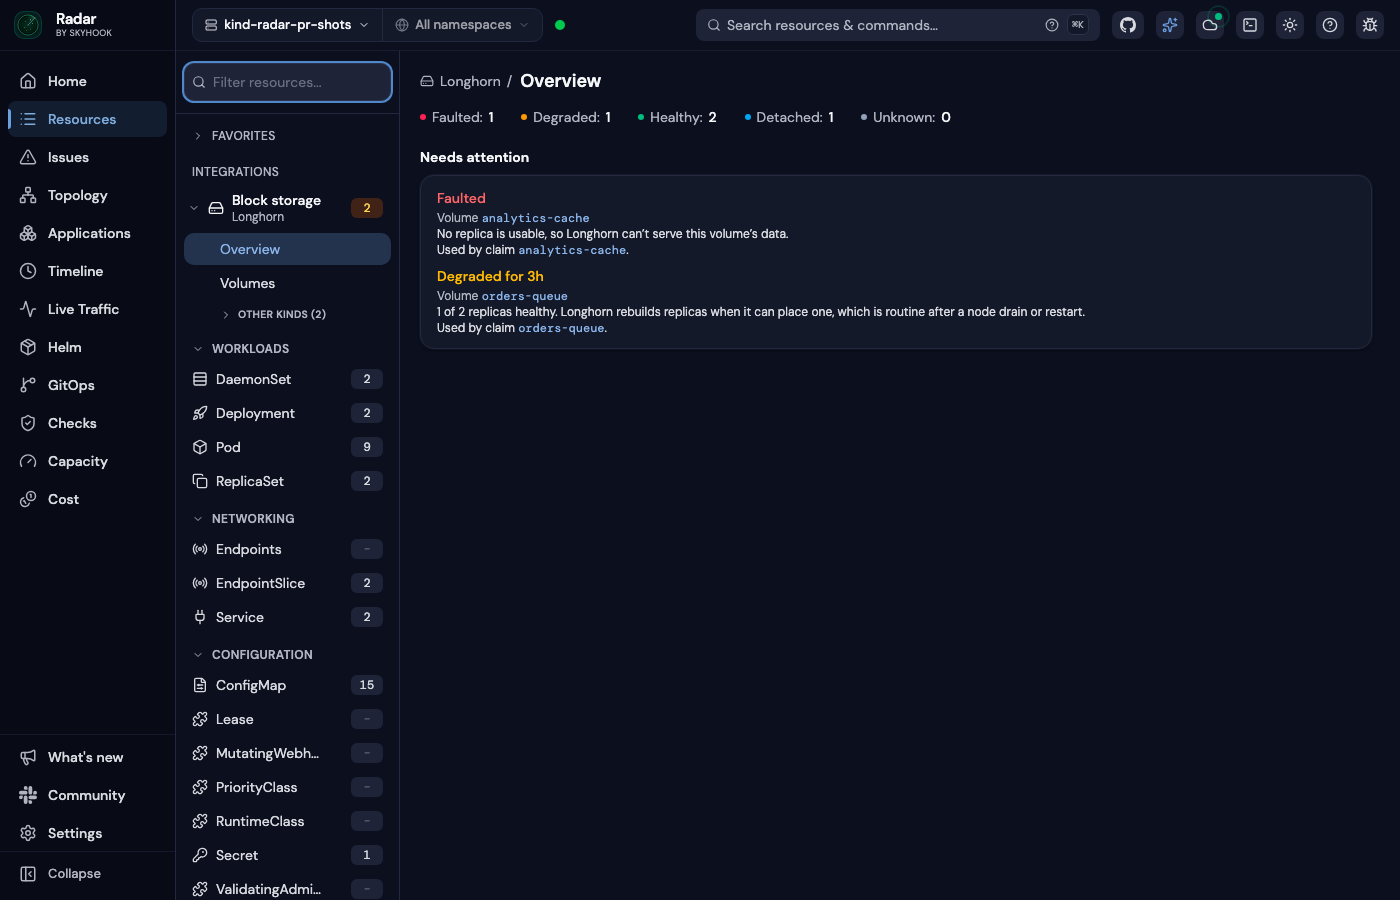 Radar
BY SKYHOOK
kind-radar-pr-shots
All namespaces
Search resources & commands...
⌘K
Home
Resources
Issues
Topology
Applications
Timeline
Live Traffic
Helm
GitOps
Checks
Capacity
Cost
What's new
Community
Settings
Collapse
Filter resources...
FAVORITES
INTEGRATIONS
Block storage
Longhorn
2
Overview
Volumes
OTHER KINDS (2)
WORKLOADS
DaemonSet 2
Deployment 2
Pod 9
ReplicaSet 2
NETWORKING
Endpoints -
EndpointSlice 2
Service 2
CONFIGURATION
ConfigMap 15
Lease -
MutatingWebh... -
PriorityClass -
RuntimeClass -
Secret 1
ValidatingAdmi... -
Longhorn / Overview
Faulted: 1 Degraded: 1 Healthy: 2 Detached: 1 Unknown: 0
Needs attention
Faulted
Volume analytics-cache
No replica is usable, so Longhorn can’t serve this volume’s data.
Used by claim analytics-cache.
Degraded for 3h
Volume orders-queue
1 of 2 replicas healthy. Longhorn rebuilds replicas when it can place one, which is routine after a node drain or restart.
Used by claim orders-queue.